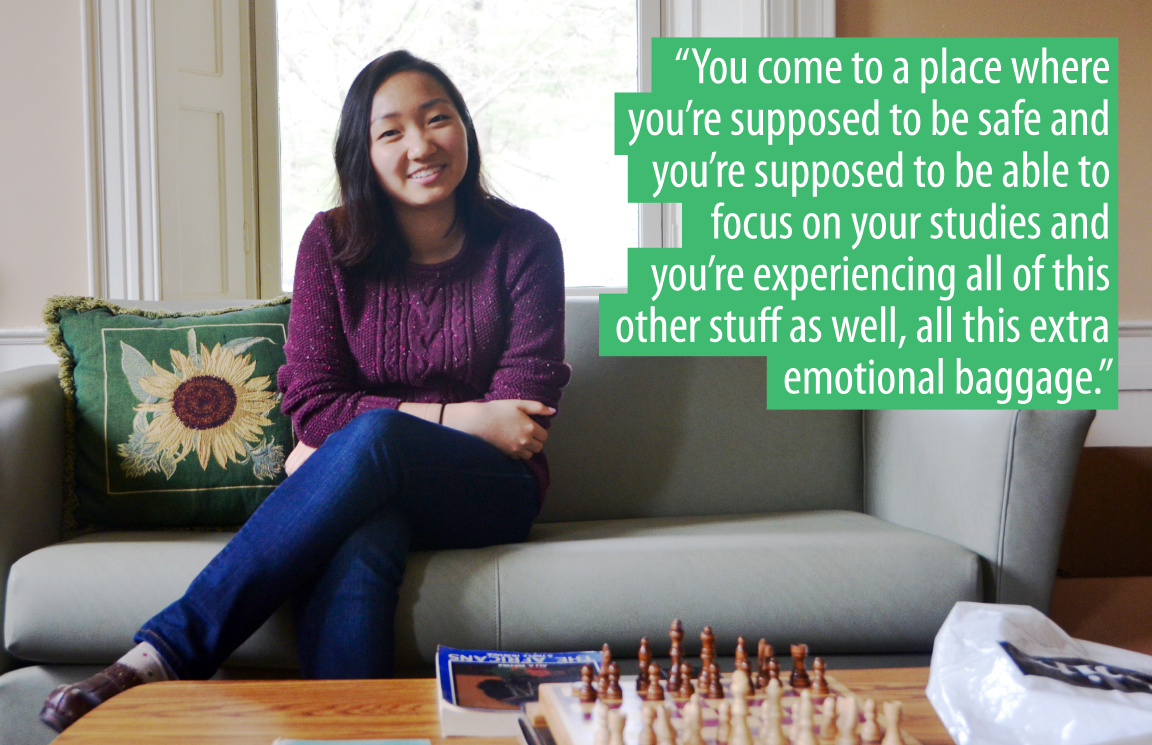 “You come to a place where
you’re supposed to be safe and
you’re supposed to be able to
focus on your studies and
you’re experiencing all of this
other stuff as well, all this extra
emotional baggage.”
THE AFRICANS